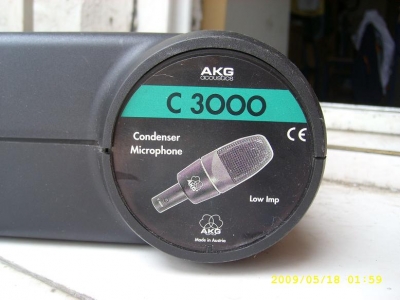 AKG
acoustics
C 3000
Condenser
Microphone
CE
Low Imp
AKG
Made in Austria
2009/05/18 01:59